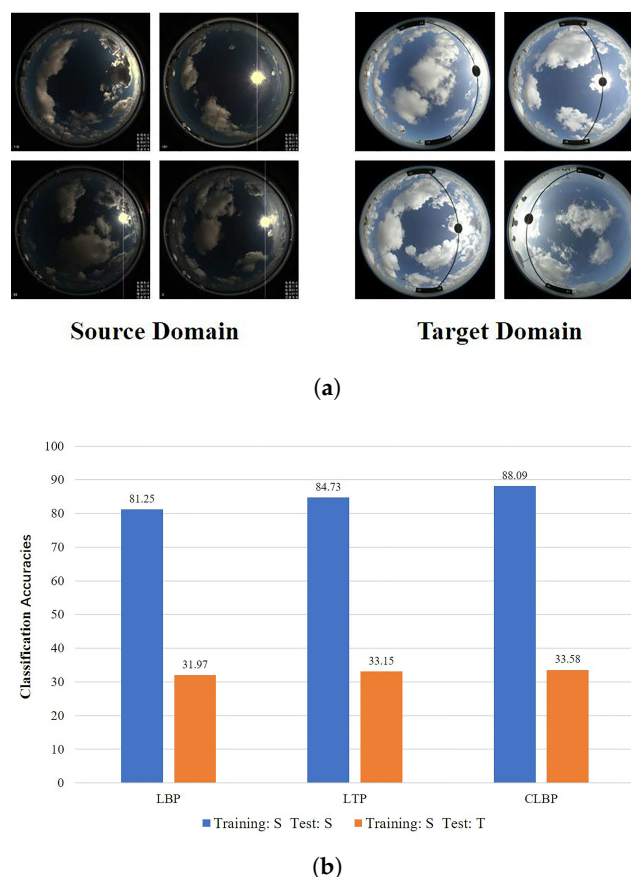 Source Domain
Target Domain
(a)
Classification Accuracies
100
90
80
70
60
50
40
30
20
10
0
81.25
31.97
84.73
33.15
88.09
33.58
LBP
LTP
CLBP
Training: S Test: S
Training: S Test: T
(b)